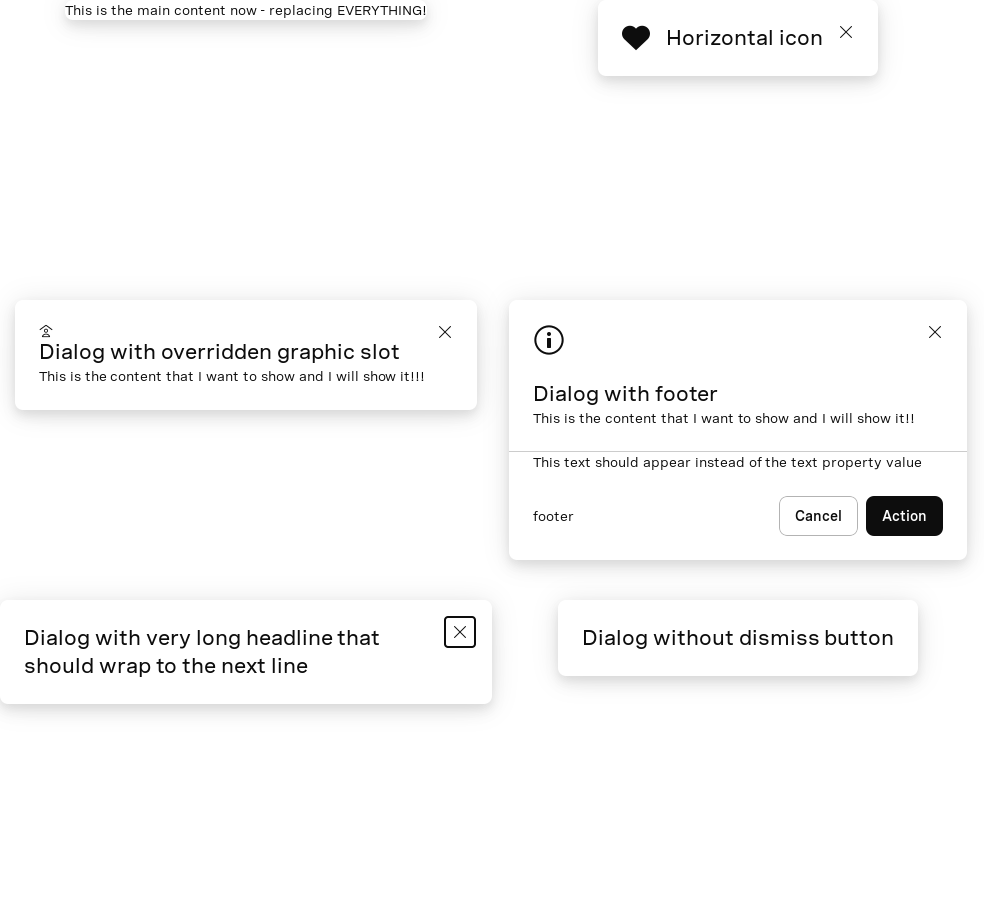 This is the main content now - replacing EVERYTHING!
Horizontal icon
Dialog with overridden graphic slot
This is the content that I want to show and I will show it!!!
Dialog with footer
This is the content that I want to show and I will show it!!
This text should appear instead of the text property value
footer
Cancel
Action
Dialog with very long headline that
should wrap to the next line
Dialog without dismiss button